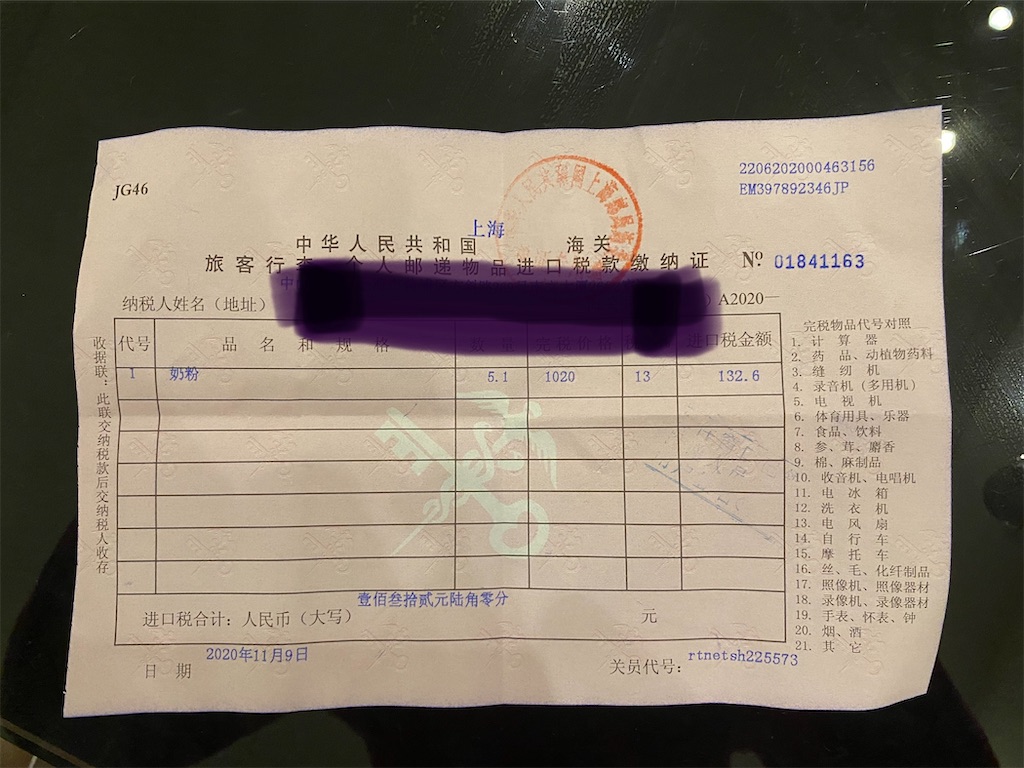 JG46
2206202000463156
EM397892346JP
上海
中华人民共和国 海关
旅客行 个人邮递物品进口税款缴纳证 № 01841163
纳税人姓名（地址） ）A2020—
收据联：此联交纳税款后交纳税人收存
代号 品名和规格 数量 完税价格 进口税金额
1 奶粉 5.1 1020 13 132.6
壹佰叁拾贰元陆角零分
进口税合计：人民币（大写） 元
日期 2020年11月9日
关员代号： rtnetsh225573
完税物品代号对照
1. 计算器
2. 药品、动植物药料
3. 缝纫机
4. 录音机（多用机）
5. 电视机
6. 体育用具、乐器
7. 食品、饮料
8. 参、茸、麝香
9. 棉、麻制品
10. 收音机、电唱机
11. 电冰箱
12. 洗衣机
13. 电风扇
14. 自行车
15. 摩托车
16. 丝、毛、化纤制品
17. 照像机、照像器材
18. 录像机、录像器材
19. 手表、怀表、钟
20. 烟、酒
21. 其它